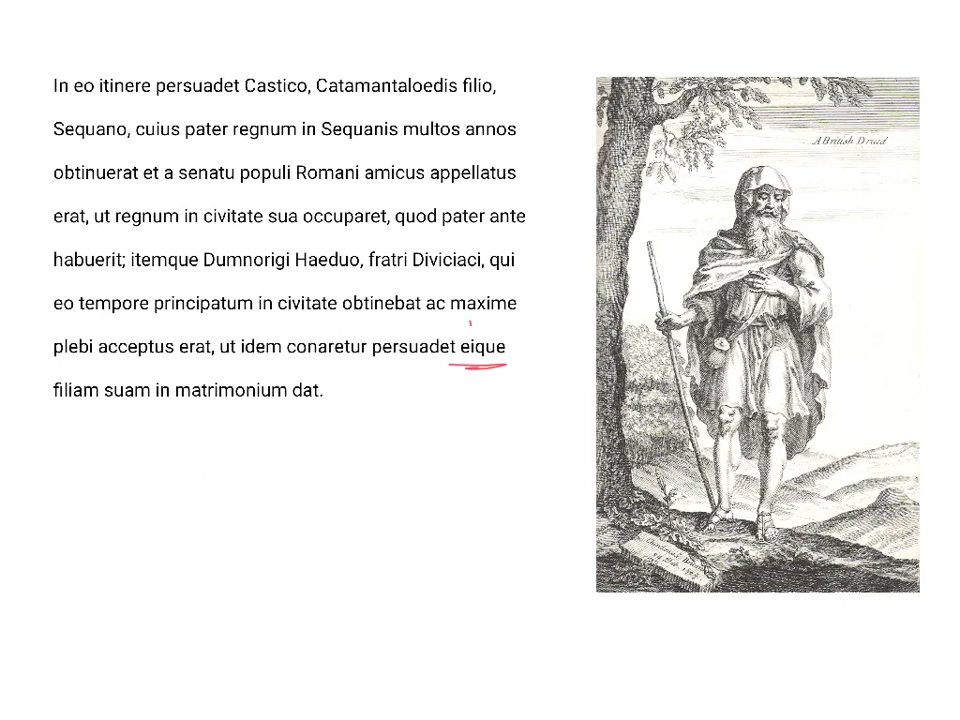 In eo itinere persuadet Castico, Catamantaloedis filio,
Sequano, cuius pater regnum in Sequanis multos annos
obtinuerat et a senatu populi Romani amicus appellatus
erat, ut regnum in civitate sua occuparet, quod pater ante
habuerit; itemque Dumnorigi Haeduo, fratri Diviciaci, qui
eo tempore principatum in civitate obtinebat ac maxime
plebi acceptus erat, ut idem conaretur persuadet eique
filiam suam in matrimonium dat.
A British Druid